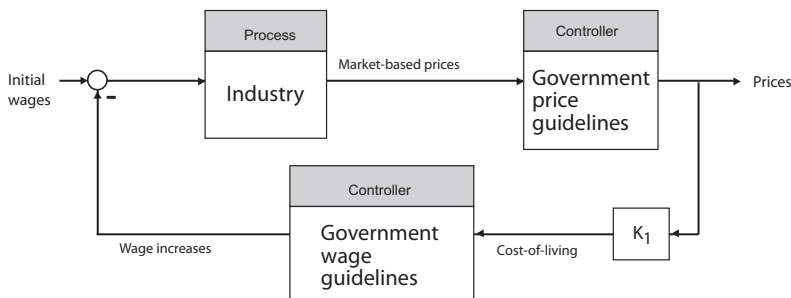 Process
Controller
Initial
wages
Industry
Market-based prices
Government
price
guidelines
Prices
-
Controller
Wage increases
Government
wage
guidelines
Cost-of-living
K1